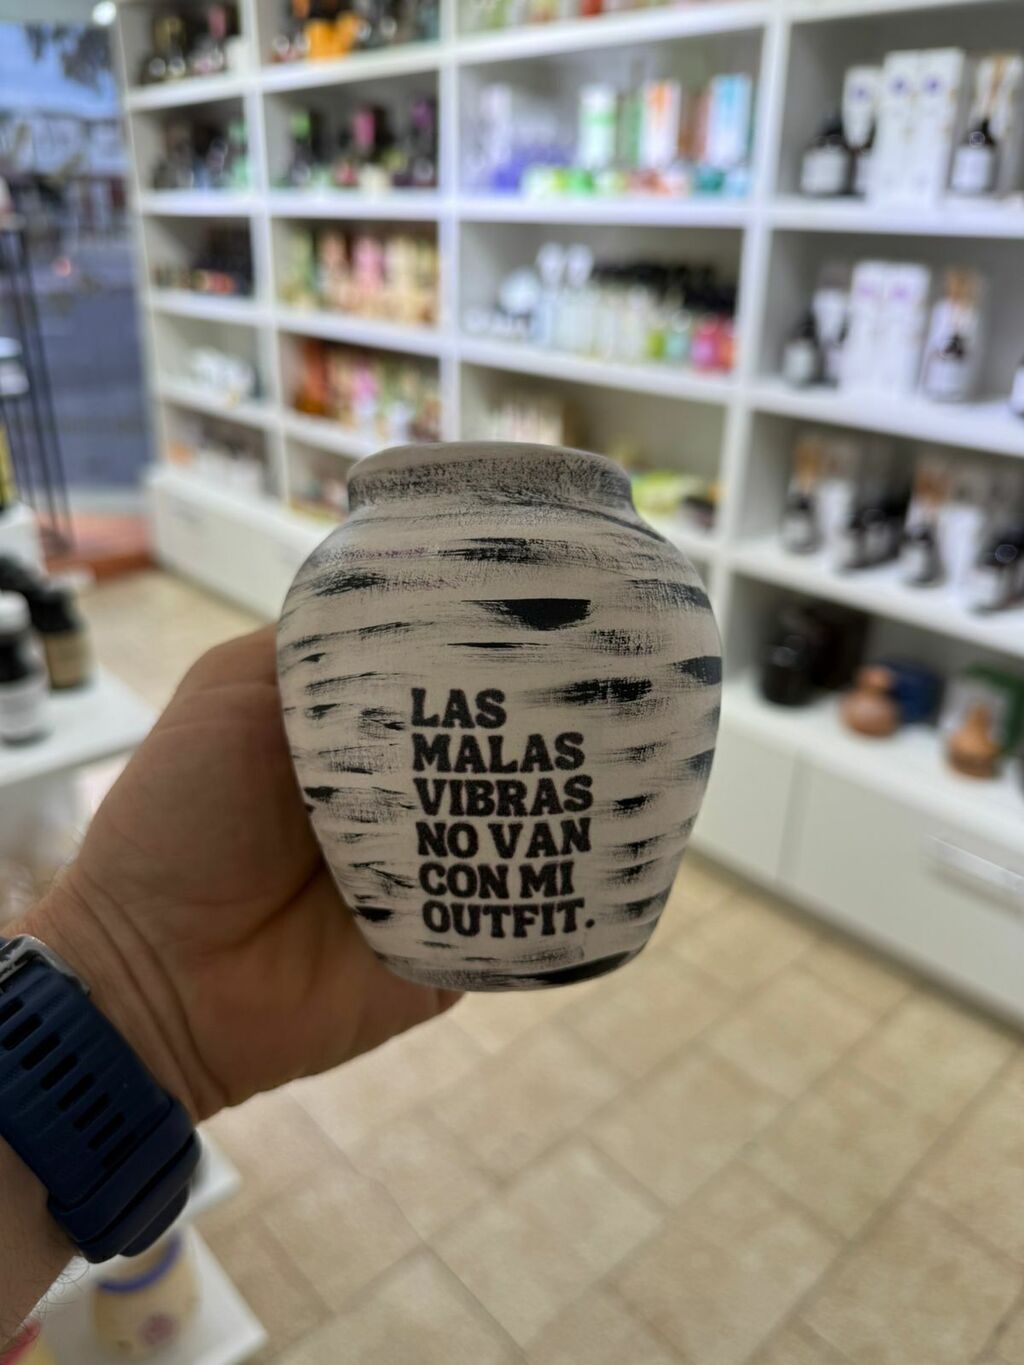 LAS
MALAS
VIBRAS
NO VAN
CON MI
OUTFIT.